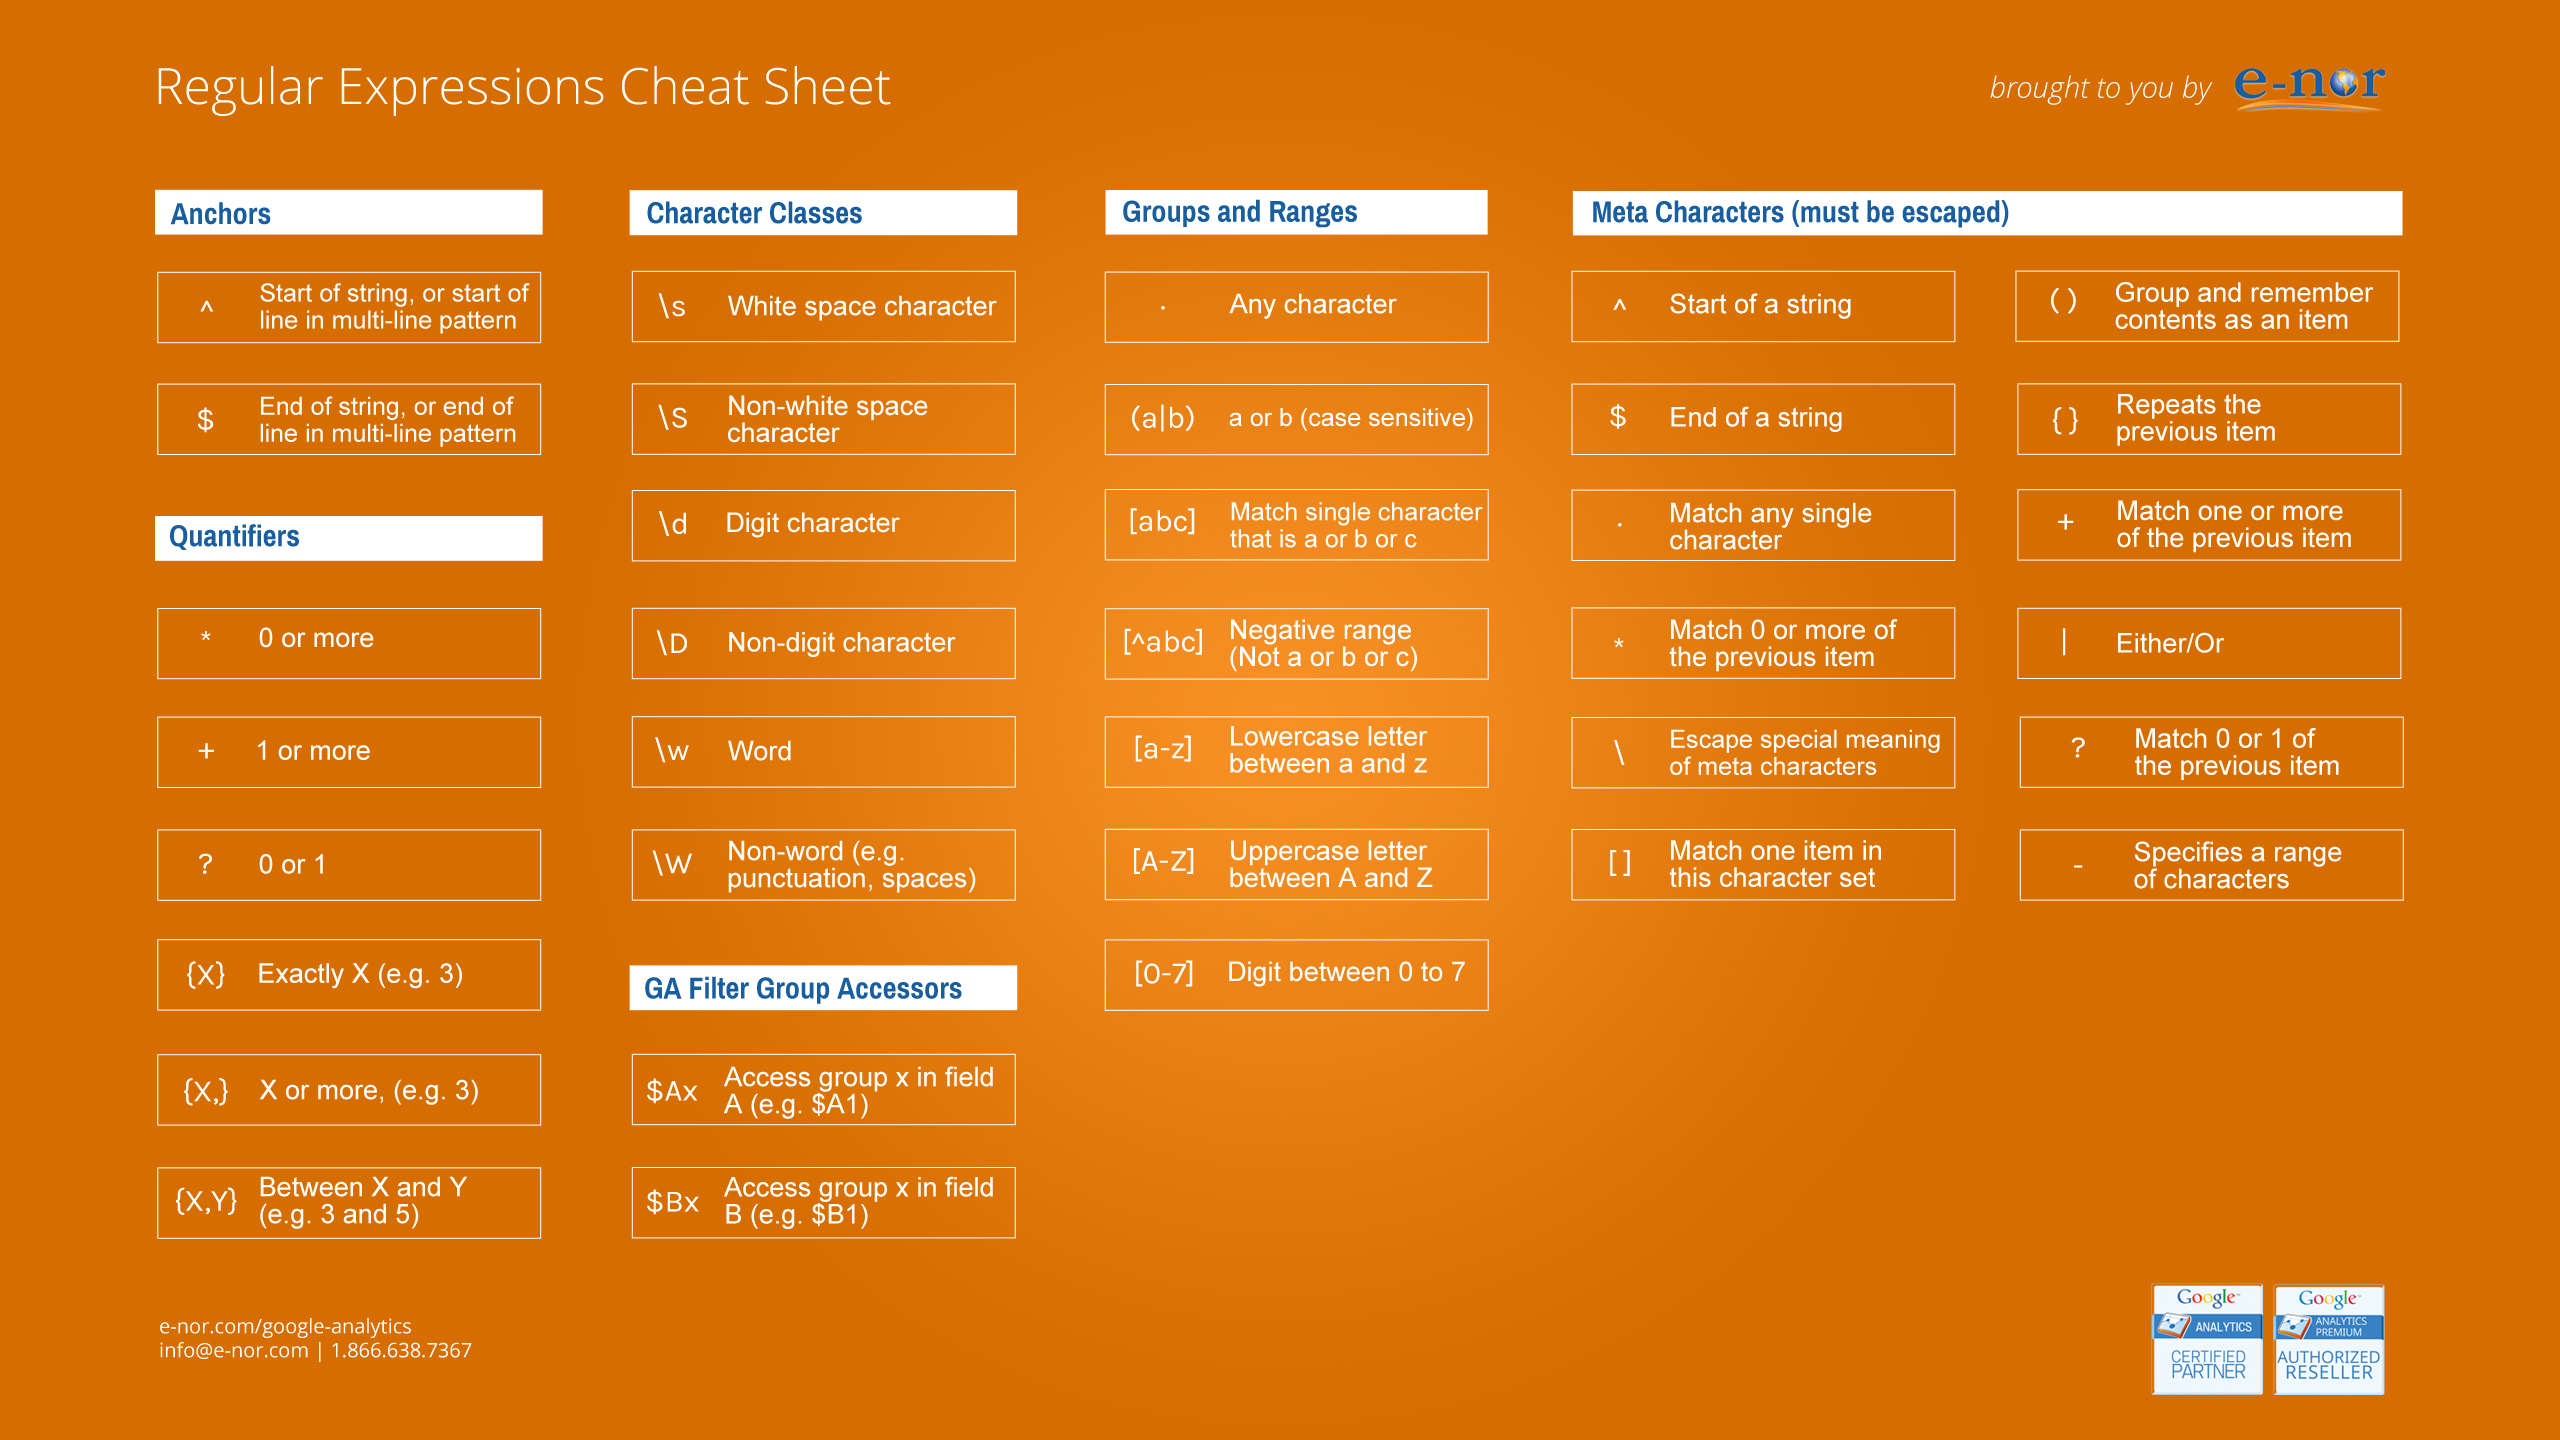 Regular Expressions Cheat Sheet
brought to you by e-nor
Anchors
^ Start of string, or start of
line in multi-line pattern
$ End of string, or end of
line in multi-line pattern
Quantifiers
* 0 or more
+ 1 or more
? 0 or 1
{X} Exactly X (e.g. 3)
{X,} X or more, (e.g. 3)
{X,Y} Between X and Y
(e.g. 3 and 5)
Character Classes
\s White space character
\S Non-white space
character
\d Digit character
\D Non-digit character
\w Word
\W Non-word (e.g.
punctuation, spaces)
GA Filter Group Accessors
$Ax Access group x in field
A (e.g. $A1)
$Bx Access group x in field
B (e.g. $B1)
Groups and Ranges
. Any character
(a|b) a or b (case sensitive)
[abc] Match single character
that is a or b or c
[^abc] Negative range
(Not a or b or c)
[a-z] Lowercase letter
between a and z
[A-Z] Uppercase letter
between A and Z
[0-7] Digit between 0 to 7
Meta Characters (must be escaped)
^ Start of a string
$ End of a string
. Match any single
character
* Match 0 or more of
the previous item
\ Escape special meaning
of meta characters
[ ] Match one item in
this character set
( ) Group and remember
contents as an item
{ } Repeats the
previous item
+ Match one or more
of the previous item
| Either/Or
? Match 0 or 1 of
the previous item
- Specifies a range
of characters
e-nor.com/google-analytics
info@e-nor.com | 1.866.638.7367
Google™
ANALYTICS
CERTIFIED
PARTNER
Google™
ANALYTICS
PREMIUM
AUTHORIZED
RESELLER